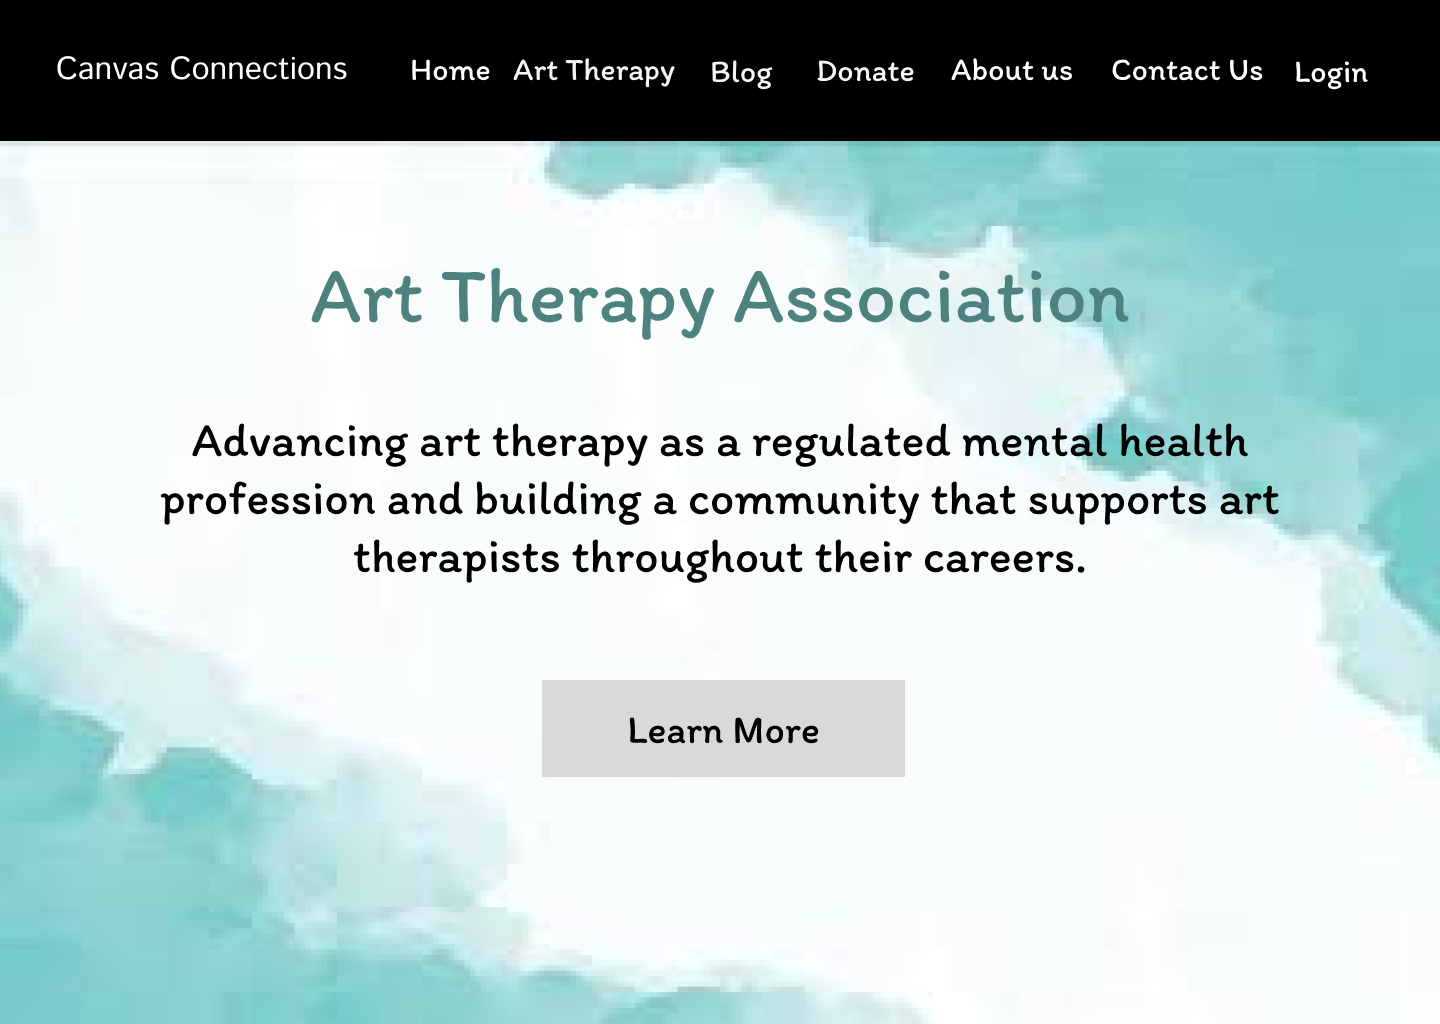 Canvas Connections Home Art Therapy Blog Donate About us Contact Us Login
Art Therapy Association
Advancing art therapy as a regulated mental health
profession and building a community that supports art
therapists throughout their careers.
Learn More